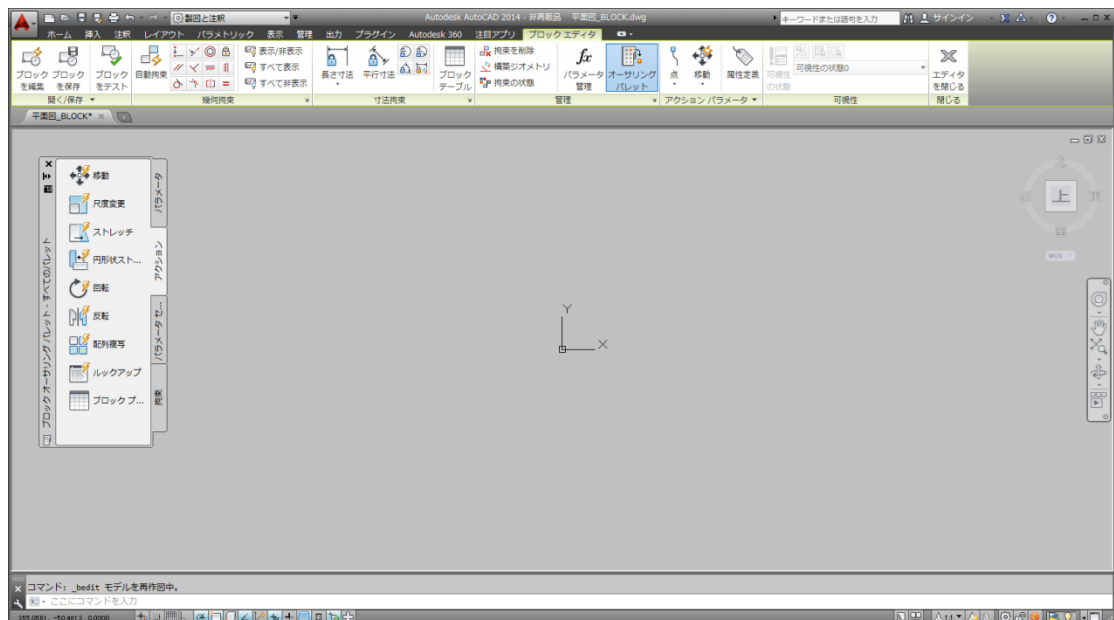 製図と注釈
Autodesk AutoCAD 2014 - 非再販品 平面図_BLOCK.dwg
キーワードまたは語句を入力
サインイン
ホーム 挿入 注釈 レイアウト パラメトリック 表示 管理 出力 プラグイン Autodesk 360 注目アプリ ブロック エディタ
ブロックを編集
ブロックを保存
ブロックをテスト
自動拘束
表示/非表示
すべて表示
すべて非表示
長さ寸法
平行寸法
ブロックテーブル
拘束を削除
構築ジオメトリ
拘束の状態
fx
パラメータ管理
オーサリングパレット
点
移動
属性定義
可視性の状態
可視性の状態0
エディタを閉じる
開く/保存 幾何拘束 寸法拘束 管理 アクション パラメータ 可視性 閉じる
平面図_BLOCK*
移動
尺度変更
ストレッチ
円形状スト...
回転
反転
配列複写
ルックアップ
ブロック プ...
パラメータ
アクション
パラメータ セ...
拘束
ブロック オーサリング パレット - すべてのパレット
上
WCS
Y
X
コマンド: _bedit モデルを再作図中。
ここにコマンドを入力
1:1